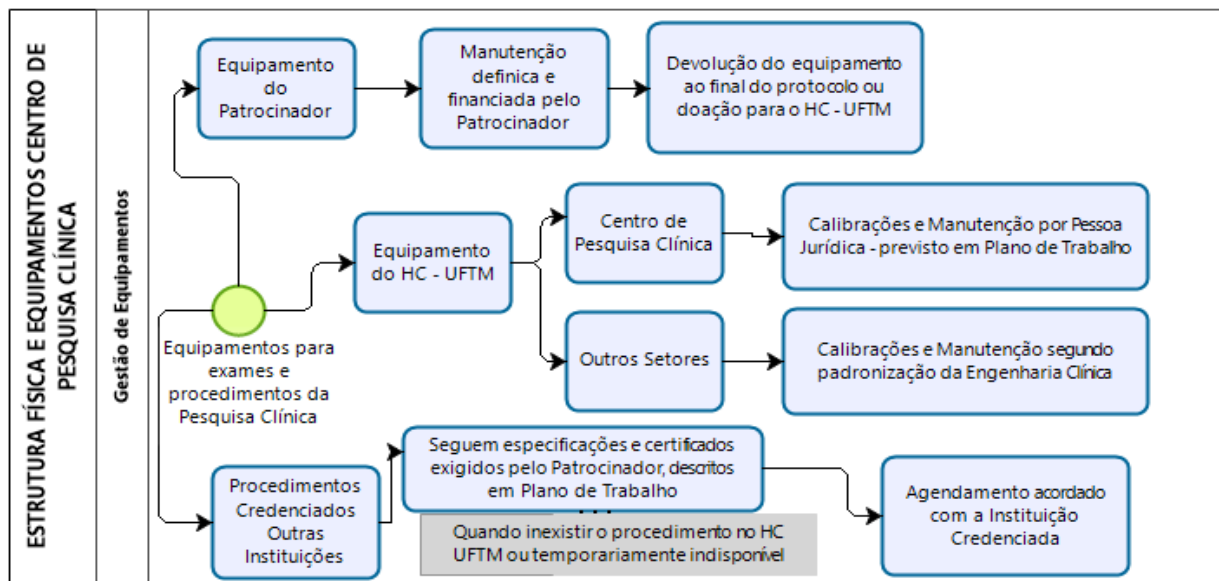 ESTRUTURA FÍSICA E EQUIPAMENTOS CENTRO DE
PESQUISA CLÍNICA
Gestão de Equipamentos
Equipamento
do
Patrocinador
Manutenção
definica e
financiada pelo
Patrocinador
Devolução do equipamento
ao final do protocolo ou
doação para o HC - UFTM
Equipamentos para
exames e
procedimentos da
Pesquisa Clínica
Equipamento
do HC - UFTM
Centro de
Pesquisa Clínica
Calibrações e Manutenção por Pessoa
Jurídica - previsto em Plano de Trabalho
Outros Setores
Calibrações e Manutenção segundo
padronização da Engenharia Clínica
Procedimentos
Credenciados
Outras
Instituições
Seguem especificações e certificados
exigidos pelo Patrocinador, descritos
em Plano de Trabalho
Quando inexistir o procedimento no HC
UFTM ou temporariamente indisponível
Agendamento acordado
com a Instituição
Credenciada